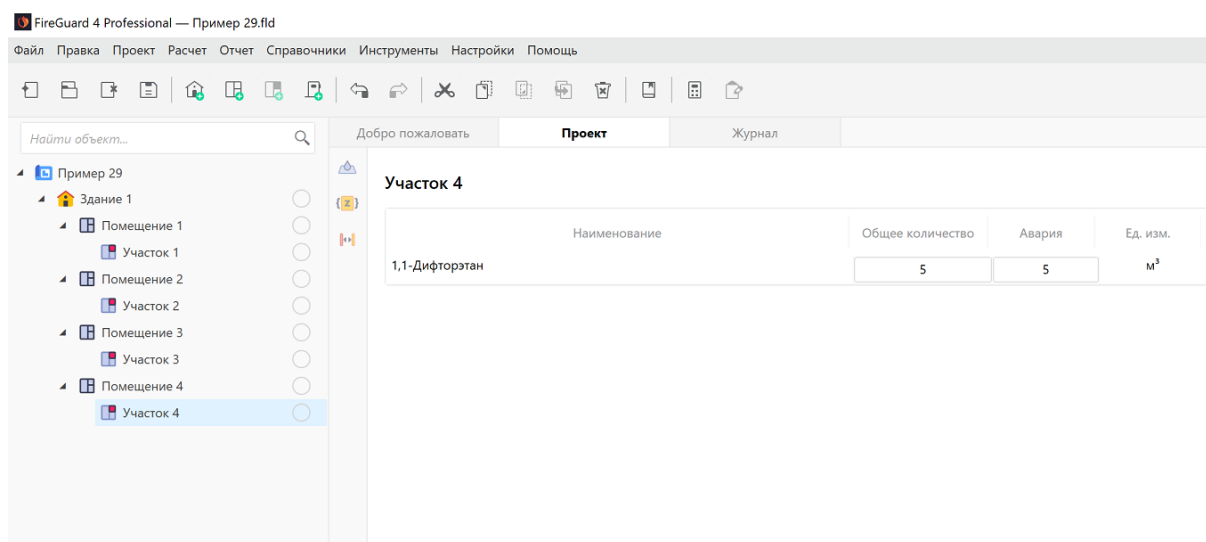 FireGuard 4 Professional — Пример 29.fld
Файл Правка Проект Расчет Отчет Справочники Инструменты Настройки Помощь
Найти объект...
Добро пожаловать Проект Журнал
Пример 29
Здание 1
Помещение 1
Участок 1
Помещение 2
Участок 2
Помещение 3
Участок 3
Помещение 4
Участок 4
{z}
Участок 4
Наименование Общее количество Авария Ед. изм.
1,1-Дифторэтан 5 5 м³